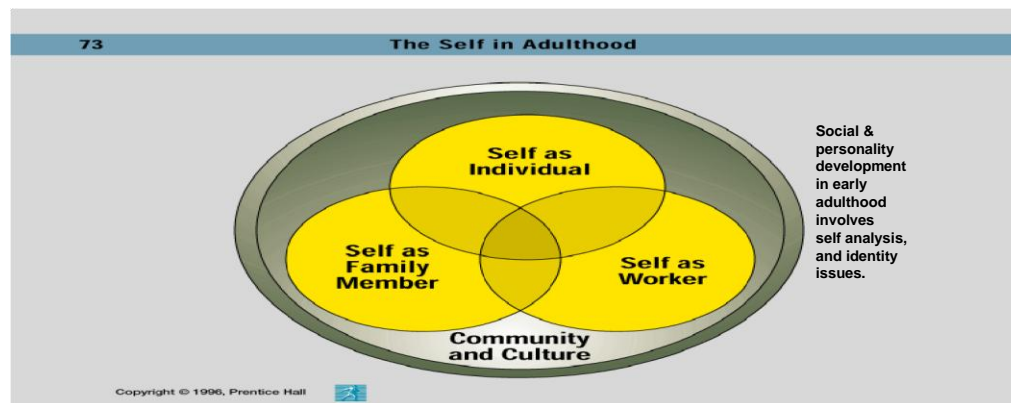 73
The Self in Adulthood
Self as
Individual
Self as
Family
Member
Self as
Worker
Community
and Culture
Social &
personality
development
in early
adulthood
involves
self analysis,
and identity
issues.
Copyright © 1996, Prentice Hall